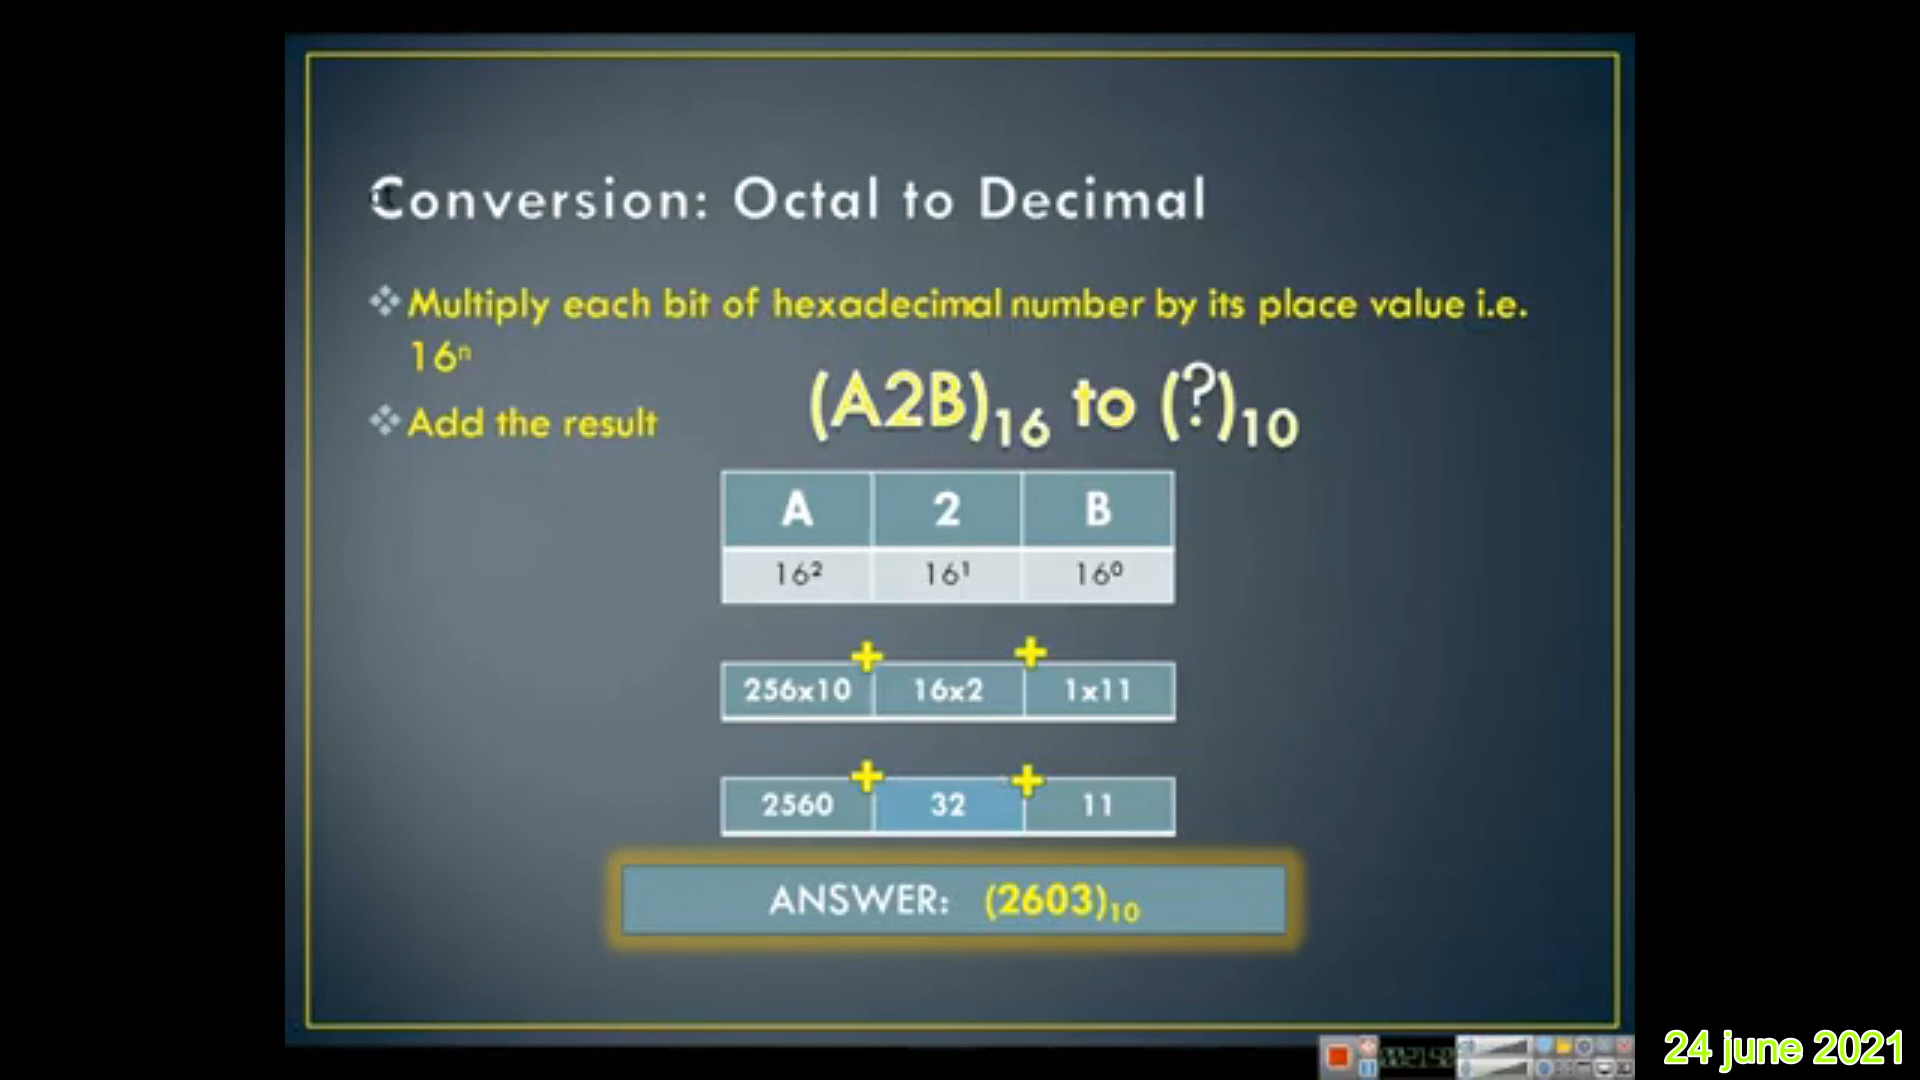 Conversion: Octal to Decimal
❖ Multiply each bit of hexadecimal number by its place value i.e.
16ⁿ
❖ Add the result
(A2B)₁₆ to (?)₁₀
A 2 B
16² 16¹ 16⁰
+ +
256x10 16x2 1x11
+ +
2560 32 11
ANSWER: (2603)₁₀
24 june 2021